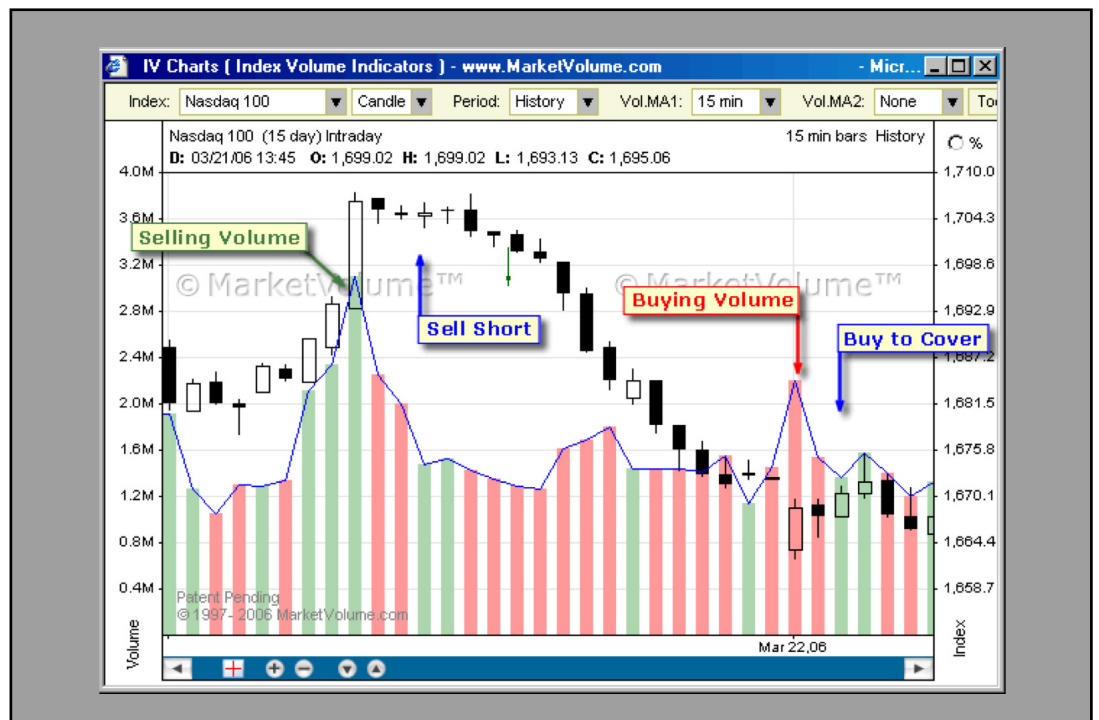 IV Charts ( Index Volume Indicators ) - www.MarketVolume.com - Micr...
Index: Nasdaq 100 Candle Period: History Vol.MA1: 15 min Vol.MA2: None
Nasdaq 100 (15 day) Intraday 15 min bars History
%
D: 03/21/06 13:45 O: 1,699.02 H: 1,699.02 L: 1,693.13 C: 1,695.06
4.0M 1,710.0
3.6M 1,704.3
Selling Volume
3.2M 1,698.6
© MarketVolume™ © MarketVolume™
Buying Volume
2.8M 1,692.9
Sell Short
Buy to Cover
2.4M 1,687.2
2.0M 1,681.5
1.6M 1,675.8
1.2M 1,670.1
0.8M 1,664.4
0.4M 1,658.7
Patent Pending
© 1997-2006 MarketVolume.com
Volume
Index
Mar 22,06